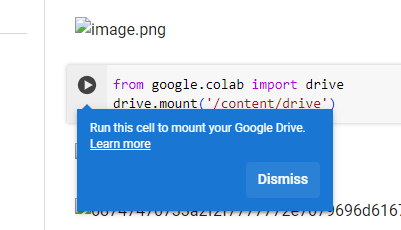 image.png
from google.colab import drive
drive.mount('/content/drive')
Run this cell to mount your Google Drive.
Learn more
Dismiss